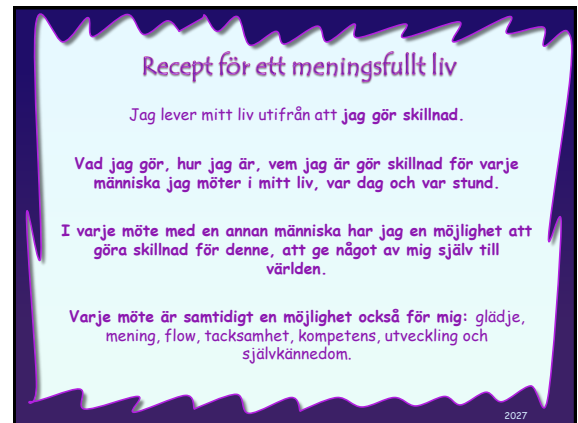 Recept för ett meningsfullt liv
Jag lever mitt liv utifrån att jag gör skillnad.
Vad jag gör, hur jag är, vem jag är gör skillnad för varje
människa jag möter i mitt liv, var dag och var stund.
I varje möte med en annan människa har jag en möjlighet att
göra skillnad för denne, att ge något av mig själv till
världen.
Varje möte är samtidigt en möjlighet också för mig: glädje,
mening, flow, tacksamhet, kompetens, utveckling och
självkännedom.
2027